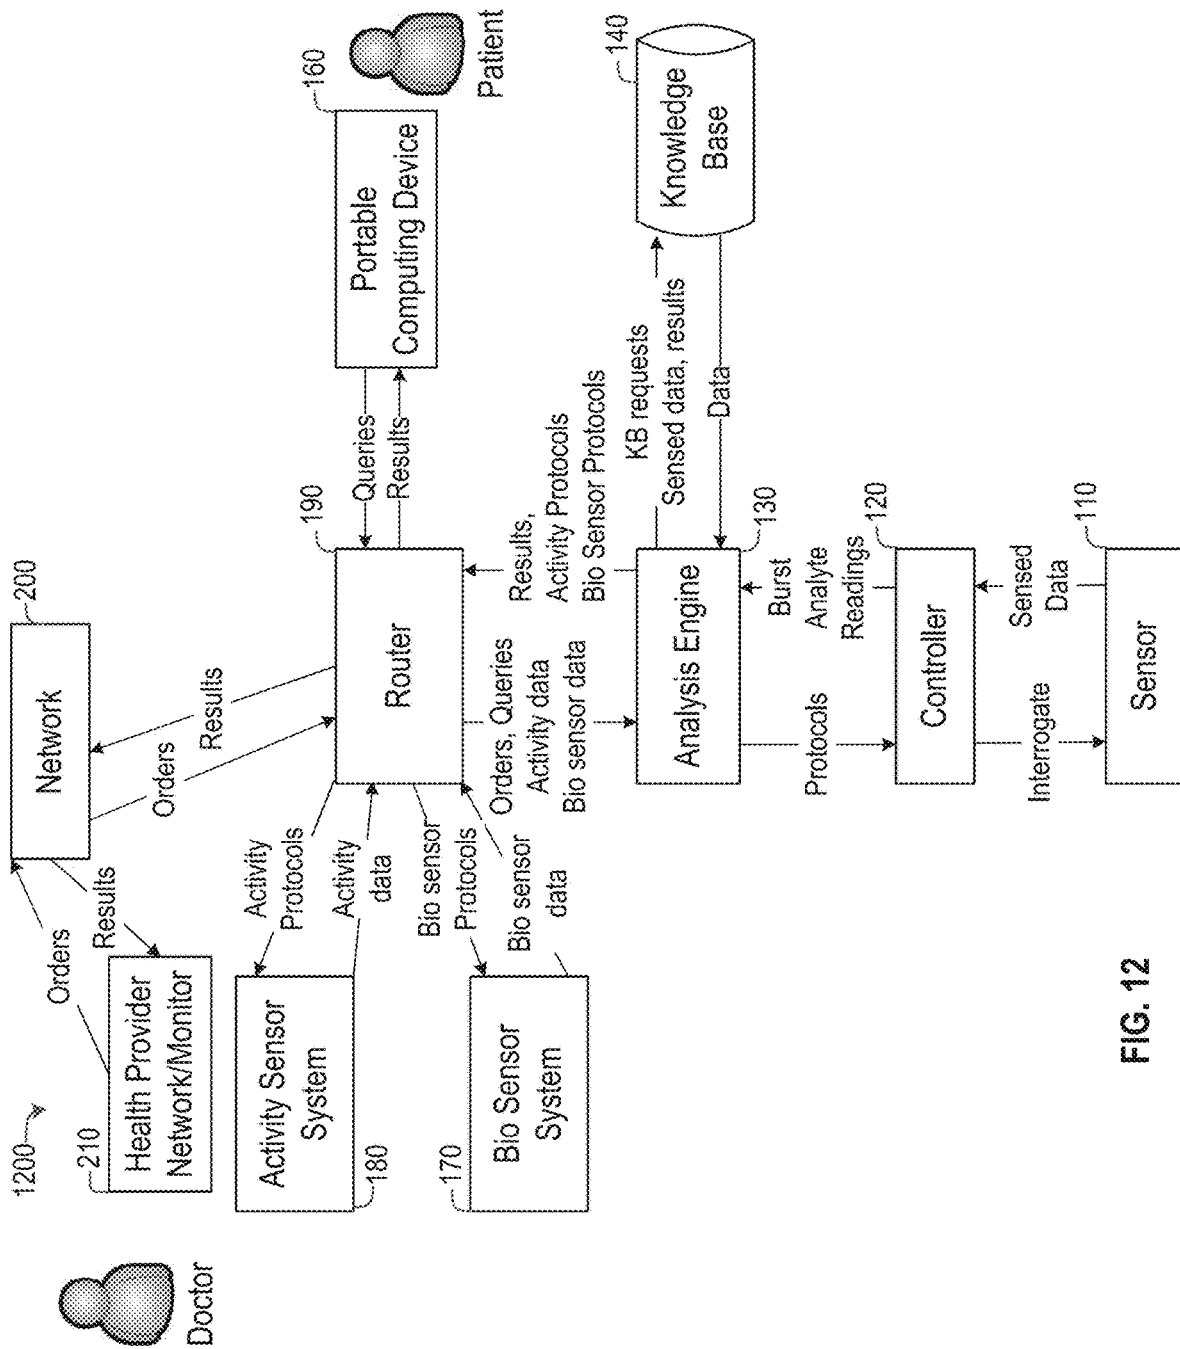 1200
Doctor
210
Health Provider
Network/Monitor
Orders
Results
200
Network
Orders
Results
Activity Sensor
System
180
Activity
Protocols
Activity
data
170
Bio Sensor
System
Bio sensor
Protocols
Bio sensor
data
190
Router
Queries
Results
160
Portable
Computing Device
Patient
Orders, Queries
Activity data
Bio sensor data
Results,
Activity Protocols
Bio Sensor Protocols
Analysis Engine
130
KB requests
Sensed data, results
Data
140
Knowledge
Base
Protocols
Burst
Analyte
Readings
Controller
120
Interrogate
Sensed
Data
Sensor
110
FIG. 12